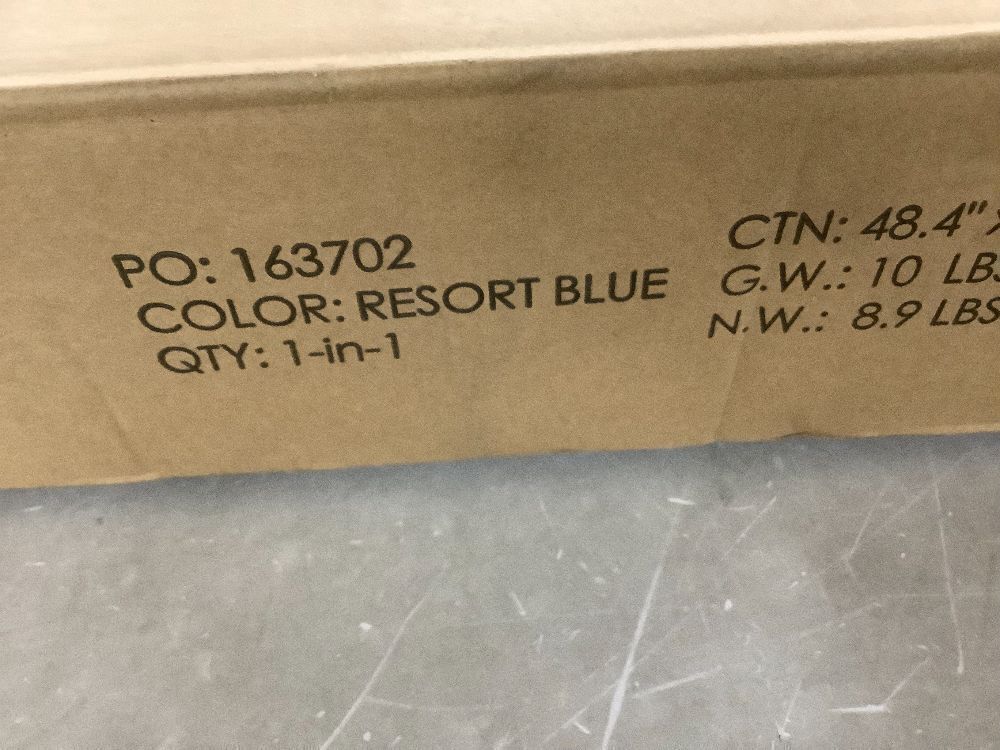 PO: 163702
COLOR: RESORT BLUE
QTY: 1-in-1
CTN: 48.4"
G.W.: 10 LBS
N.W.: 8.9 LBS